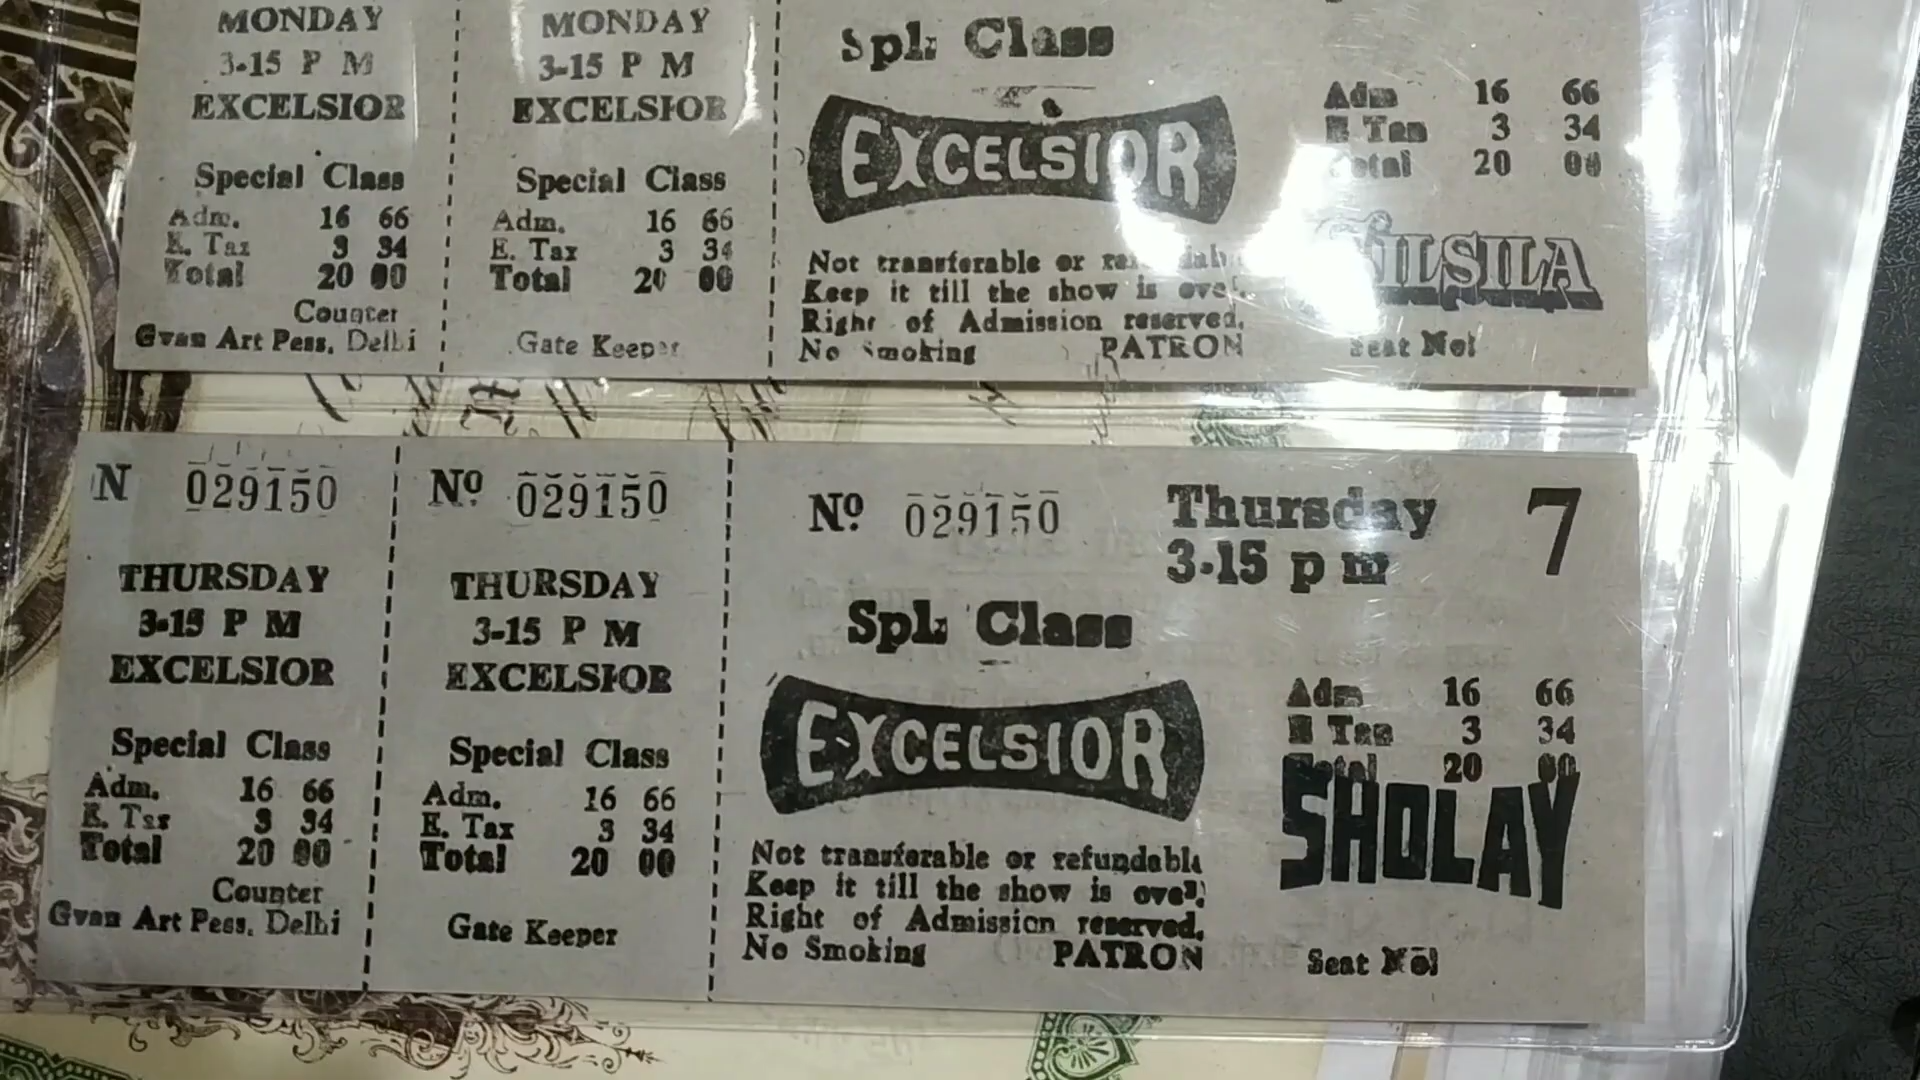 MONDAY
3-15 P M
EXCELSIOR
Special Class
Adm. 16 66
E. Tax 3 34
Total 20 00
Counter
Gvan Art Pess, Delhi
MONDAY
3-15 P M
EXCELSIOR
Special Class
Adm. 16 66
E. Tax 3 34
Total 20 00
Gate Keeper
Spl: Class
EXCELSIOR
Not transferable or
Keep it till the show is over.
Right of Admission reserved.
No Smoking PATRON
Adm 16 66
E Tax 3 34
Total 20 00
SILSILA
Seat No!
N 029150
THURSDAY
3-15 P M
EXCELSIOR
Special Class
Adm. 16 66
E. Tax 3 34
Total 20 00
Counter
Gvan Art Pess, Delhi
No 029150
THURSDAY
3-15 P M
EXCELSIOR
Special Class
Adm. 16 66
E. Tax 3 34
Total 20 00
Gate Keeper
No 029150
Thursday 7
3-15 p m
Spl: Class
EXCELSIOR
Not transferable or refundable
Keep it till the show is over.
Right of Admission reserved.
No Smoking PATRON
Adm 16 66
E Tax 3 34
Total 20 00
SHOLAY
Seat No!